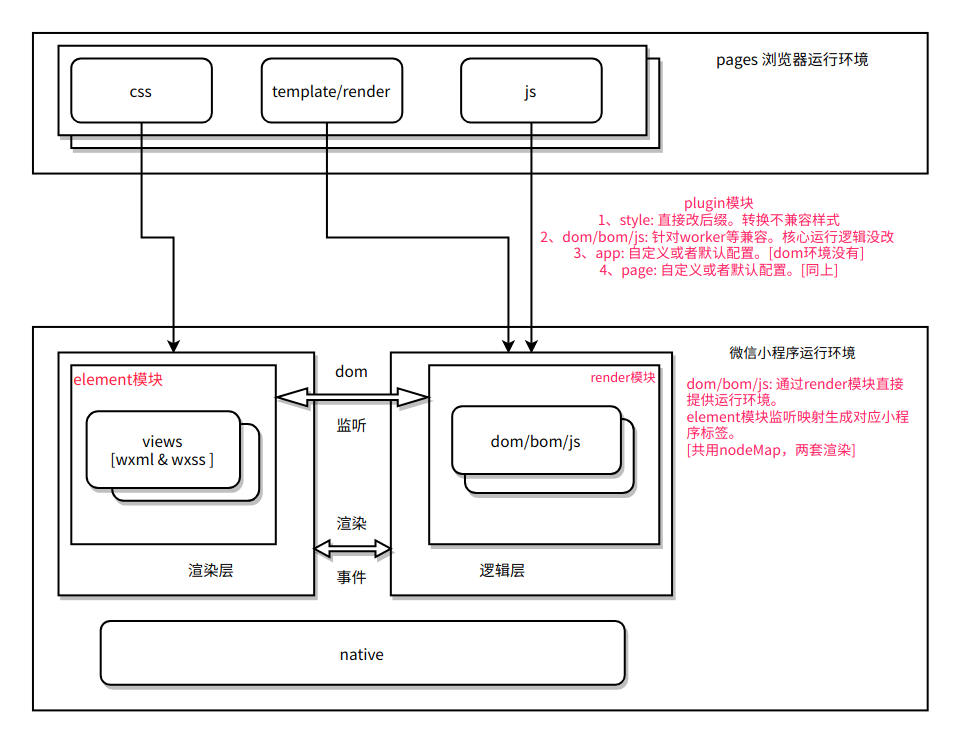 pages 浏览器运行环境
css
template/render
js
plugin模块
1、style: 直接改后缀。转换不兼容样式
2、dom/bom/js: 针对worker等兼容。核心运行逻辑没改
3、app: 自定义或者默认配置。[dom环境没有]
4、page: 自定义或者默认配置。[同上]
微信小程序运行环境
element模块
dom
render模块
dom/bom/js: 通过render模块直接
提供运行环境。
element模块监听映射生成对应小程
序标签。
[共用nodeMap，两套渲染]
监听
views
[wxml & wxss ]
dom/bom/js
渲染
事件
渲染层
逻辑层
native